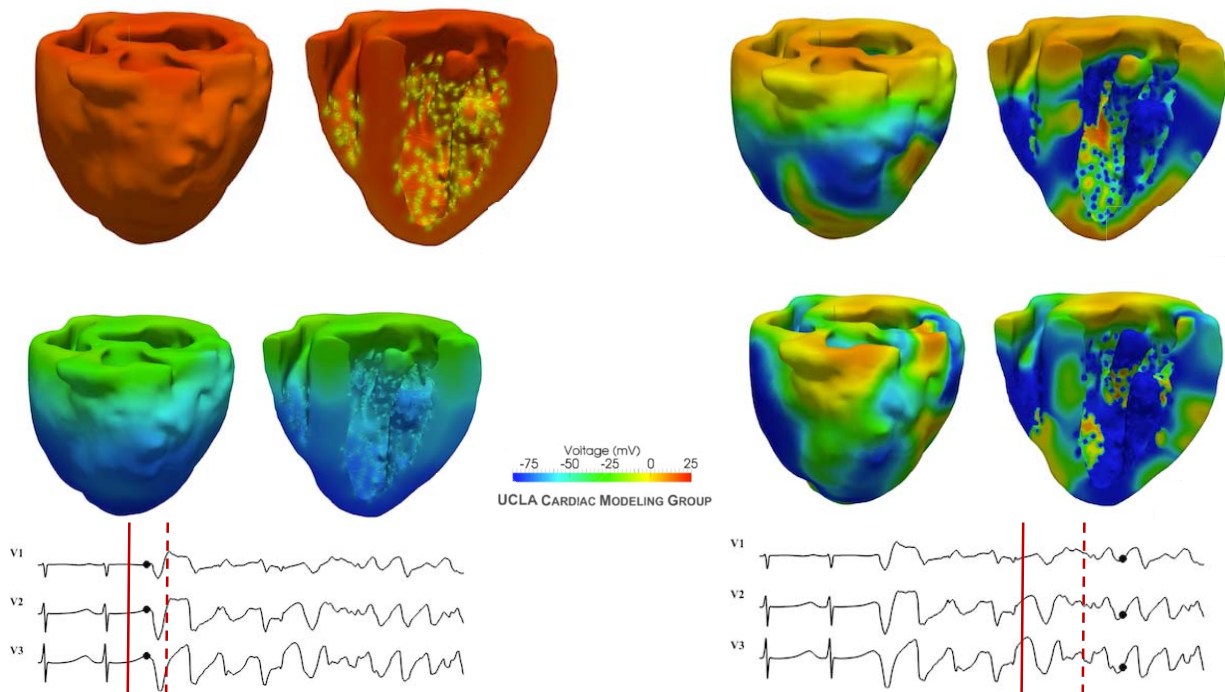 Voltage (mV)
-75 -50 -25 0 25
UCLA CARDIAC MODELING GROUP
V1
V2
V3
V1
V2
V3